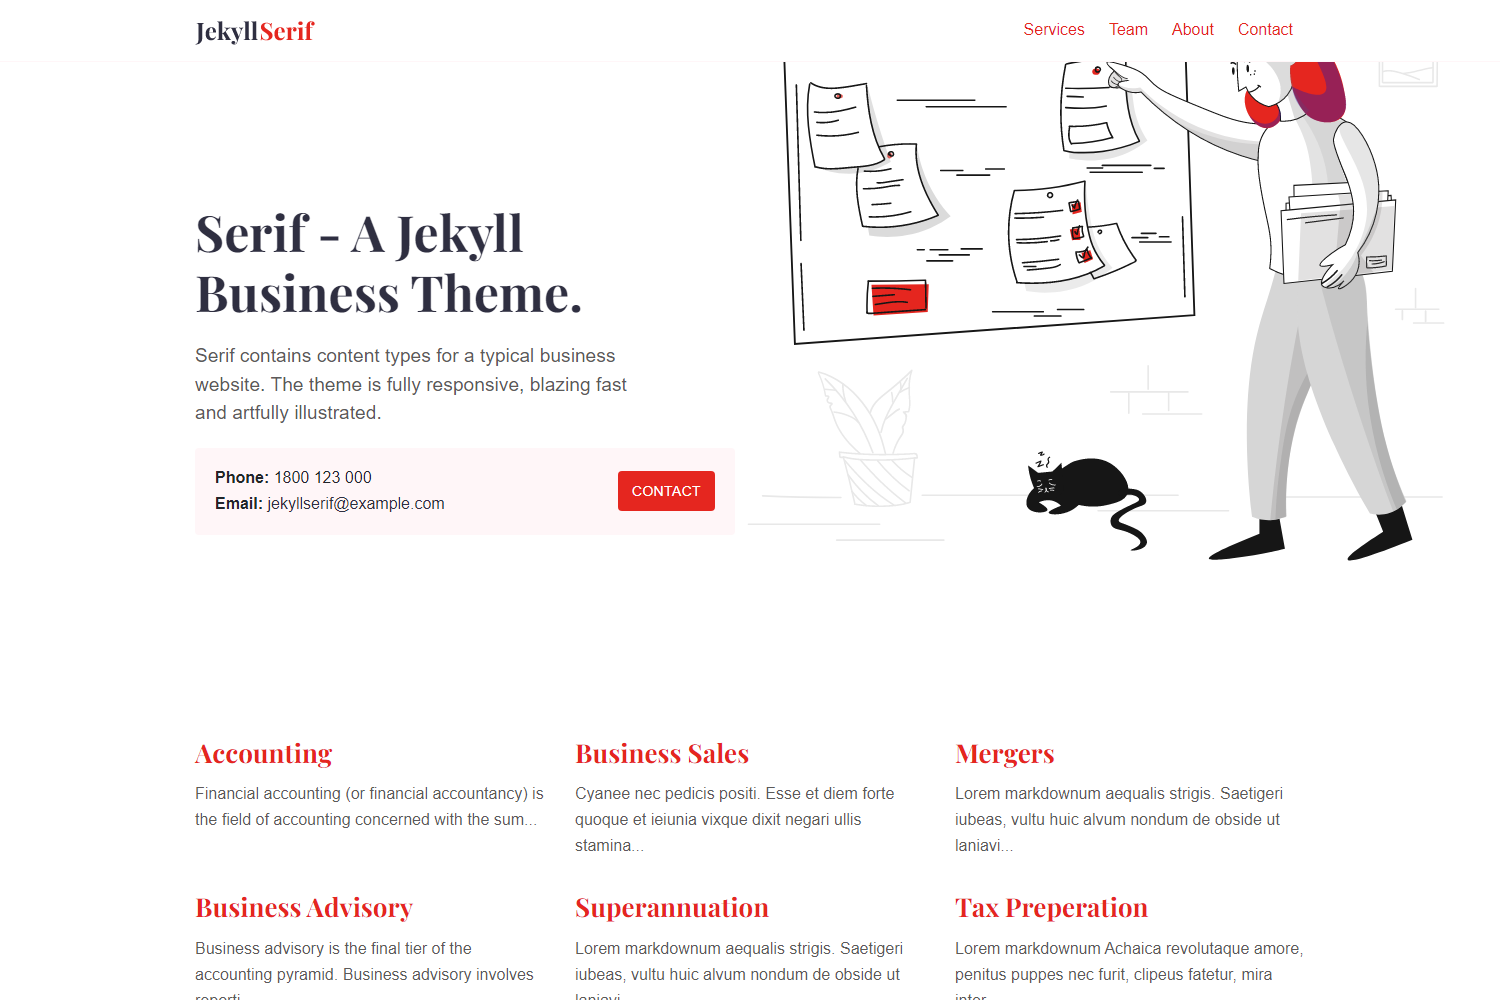 JekyllSerif
Services Team About Contact
Serif - A Jekyll
Business Theme.
Serif contains content types for a typical business
website. The theme is fully responsive, blazing fast
and artfully illustrated.
Phone: 1800 123 000
Email: jekyllserif@example.com
CONTACT
z
z
z
Accounting
Financial accounting (or financial accountancy) is
the field of accounting concerned with the sum...
Business Sales
Cyanee nec pedicis positi. Esse et diem forte
quoque et ieiunia vixque dixit negari ullis
stamina...
Mergers
Lorem markdownum aequalis strigis. Saetigeri
iubeas, vultu huic alvum nondum de obside ut
laniavi...
Business Advisory
Business advisory is the final tier of the
accounting pyramid. Business advisory involves
reporti...
Superannuation
Lorem markdownum aequalis strigis. Saetigeri
iubeas, vultu huic alvum nondum de obside ut
laniavi...
Tax Preperation
Lorem markdownum Achaica revolutaque amore,
penitus puppes nec furit, clipeus fatetur, mira
inter...